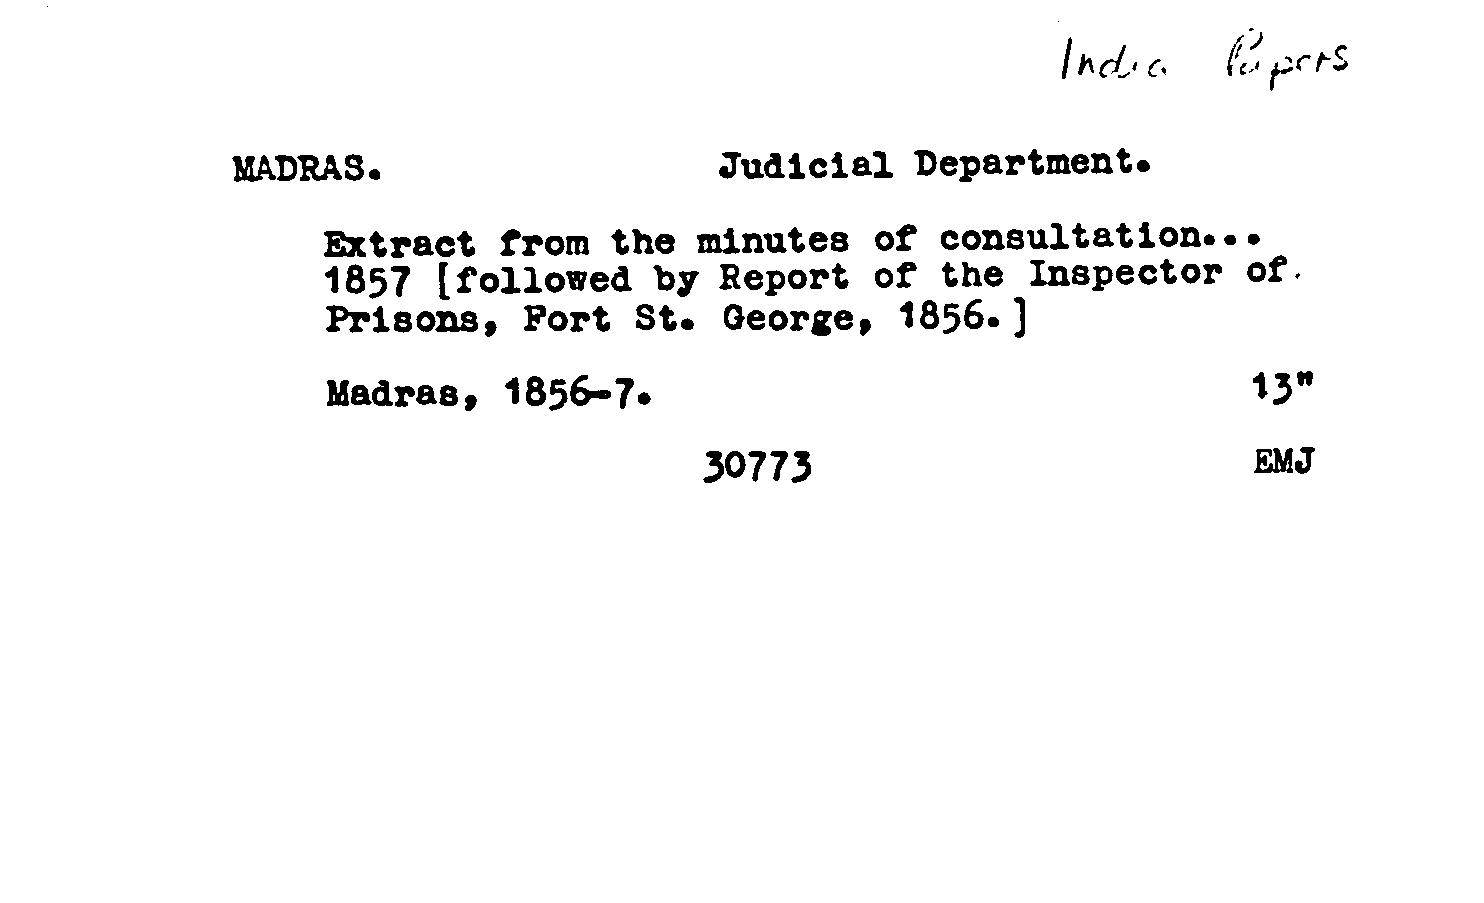 India Papers
MADRAS. Judicial Department.
Extract from the minutes of consultation...
1857 [followed by Report of the Inspector of
Prisons, Fort St. George, 1856.]
Madras, 1856-7. 13"
30773 EMJ